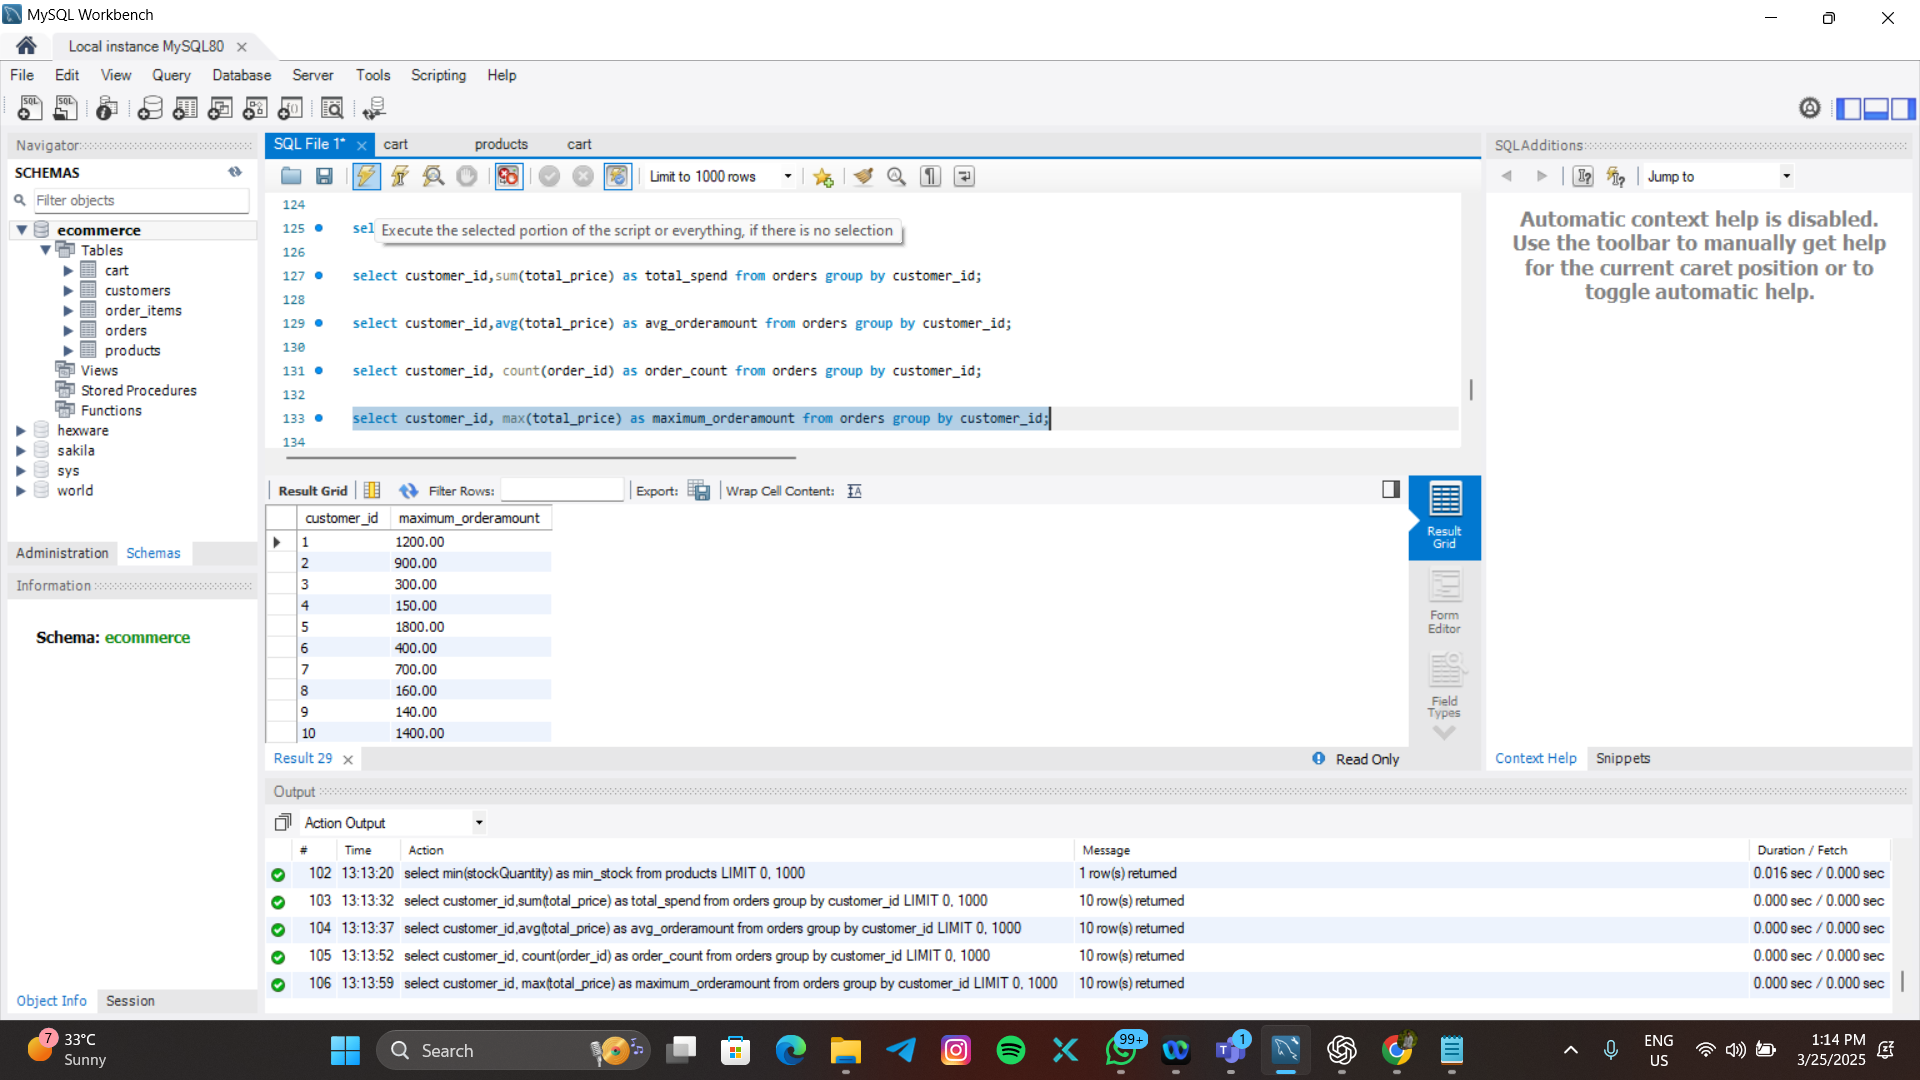 MySQL Workbench
Local instance MySQL80
File Edit View Query Database Server Tools Scripting Help
Navigator
SCHEMAS
Filter objects
ecommerce
Tables
cart
customers
order_items
orders
products
Views
Stored Procedures
Functions
hexware
sakila
sys
world
Administration Schemas
Information
Schema: ecommerce
Object Info Session
SQL File 1* cart products cart
Limit to 1000 rows
124
125 sel
Execute the selected portion of the script or everything, if there is no selection
126
127 select customer_id,sum(total_price) as total_spend from orders group by customer_id;
128
129 select customer_id,avg(total_price) as avg_orderamount from orders group by customer_id;
130
131 select customer_id, count(order_id) as order_count from orders group by customer_id;
132
133 select customer_id, max(total_price) as maximum_orderamount from orders group by customer_id;
134
Result Grid Filter Rows: Export: Wrap Cell Content:
customer_id maximum_orderamount
1 1200.00
2 900.00
3 300.00
4 150.00
5 1800.00
6 400.00
7 700.00
8 160.00
9 140.00
10 1400.00
Result Grid
Form Editor
Field Types
Result 29 Read Only
SQLAdditions
Jump to
Automatic context help is disabled.
Use the toolbar to manually get help
for the current caret position or to
toggle automatic help.
Context Help Snippets
Output
Action Output
# Time Action Message Duration / Fetch
102 13:13:20 select min(stockQuantity) as min_stock from products LIMIT 0, 1000 1 row(s) returned 0.016 sec / 0.000 sec
103 13:13:32 select customer_id,sum(total_price) as total_spend from orders group by customer_id LIMIT 0, 1000 10 row(s) returned 0.000 sec / 0.000 sec
104 13:13:37 select customer_id,avg(total_price) as avg_orderamount from orders group by customer_id LIMIT 0, 1000 10 row(s) returned 0.000 sec / 0.000 sec
105 13:13:52 select customer_id, count(order_id) as order_count from orders group by customer_id LIMIT 0, 1000 10 row(s) returned 0.000 sec / 0.000 sec
106 13:13:59 select customer_id, max(total_price) as maximum_orderamount from orders group by customer_id LIMIT 0, 1000 10 row(s) returned 0.000 sec / 0.000 sec
7 33°C
Sunny
Search
99+
1
ENG
US
1:14 PM
3/25/2025